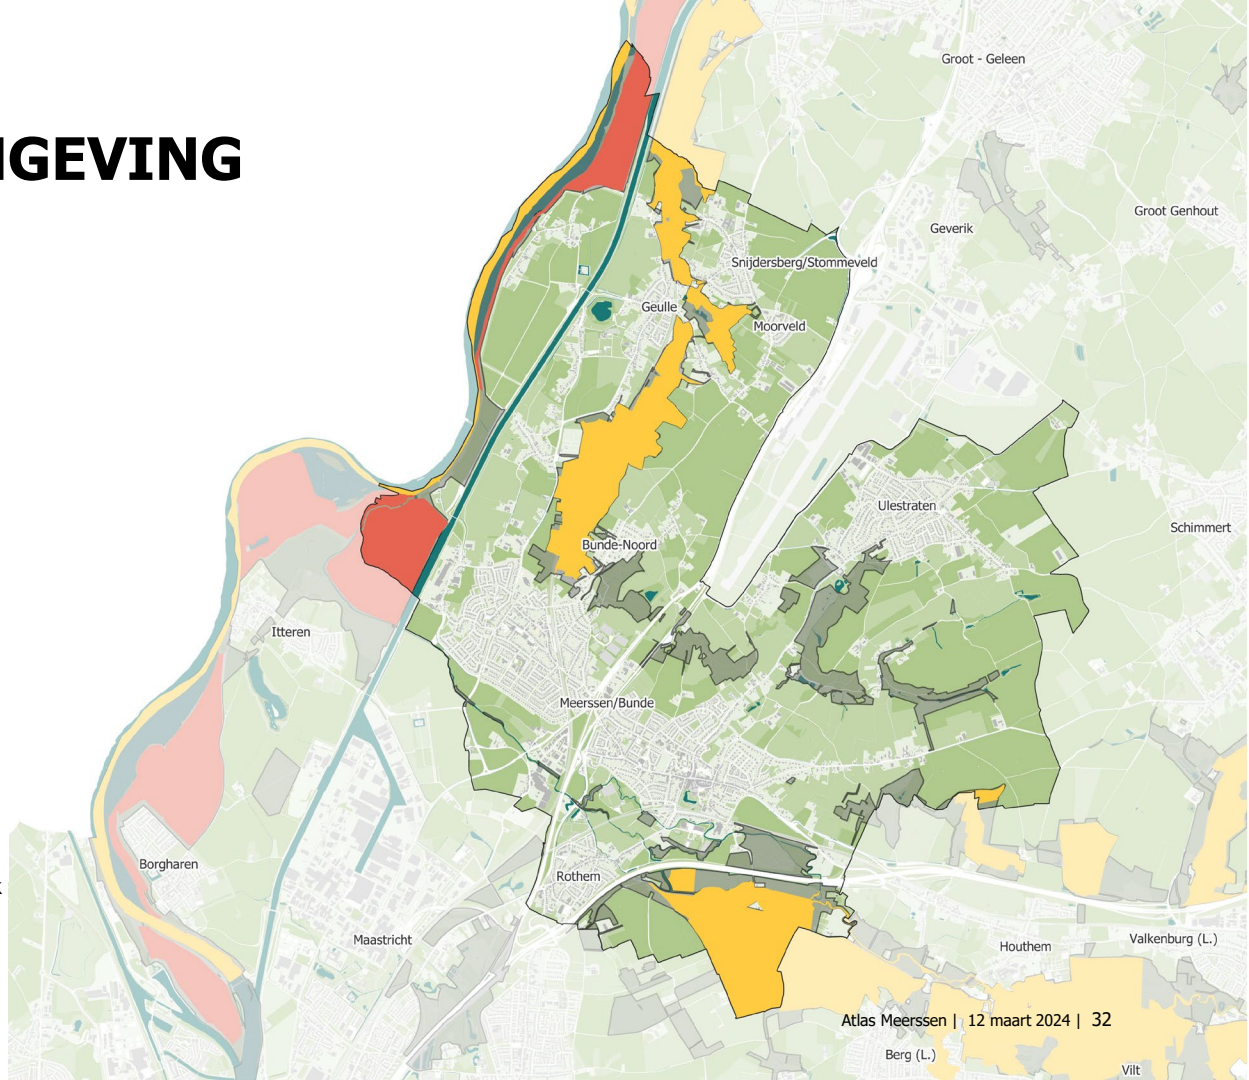 Groot - Geleen
NGEVING
Groot Genhout
Geverik
Snijdersberg/Stommeveld
Geulle
Moorveld
Ulestraten
Schimmert
Bunde-Noord
Itteren
Meerssen/Bunde
Borgharen
Rothem
Maastricht
Houthem
Valkenburg (L.)
Atlas Meerssen | 12 maart 2024 | 32
Berg (L.)
Vilt